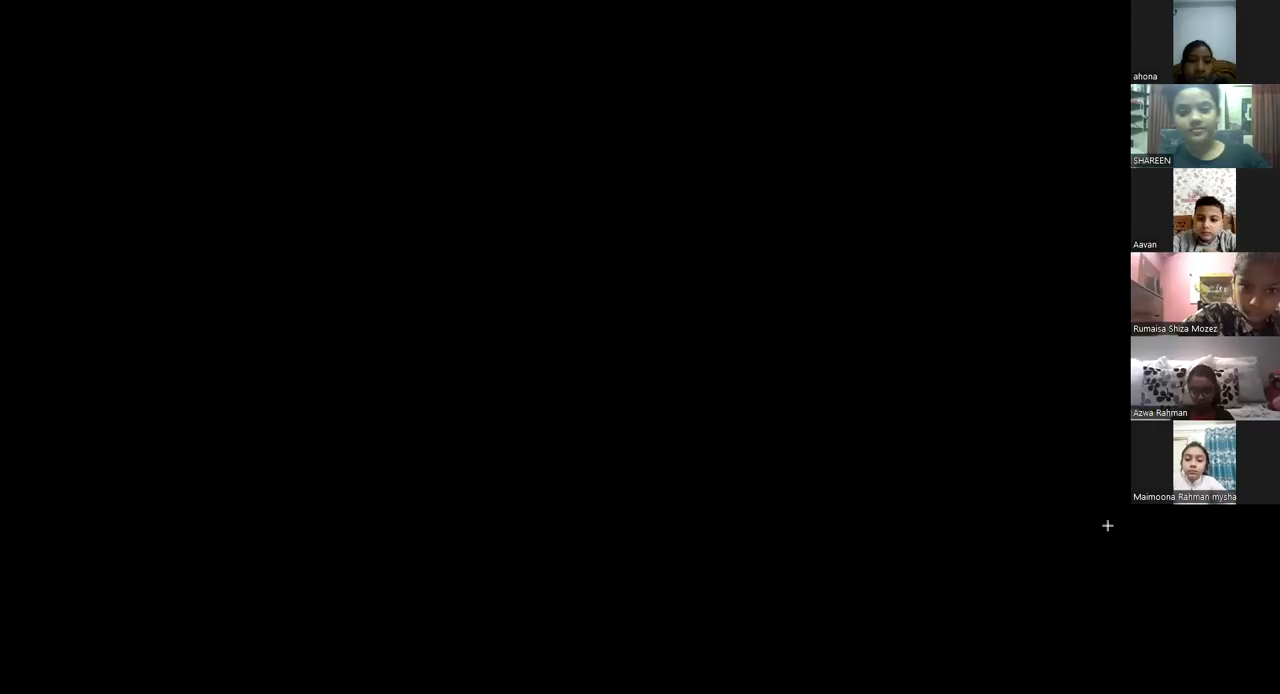 ahona
SHAREEN
Aavan
Rumaisa Shiza Mozez
Azwa Rahman
Maimoona Rahman mysha